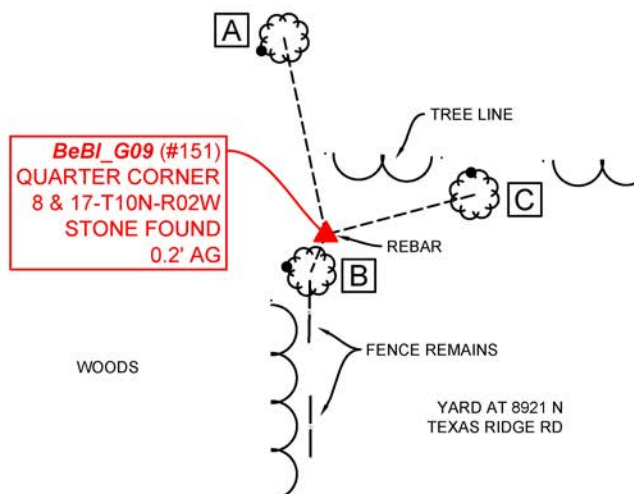 A
TREE LINE
BeBI_G09 (#151)
QUARTER CORNER
8 & 17-T10N-R02W
STONE FOUND
0.2' AG
C
REBAR
B
FENCE REMAINS
WOODS
YARD AT 8921 N
TEXAS RIDGE RD